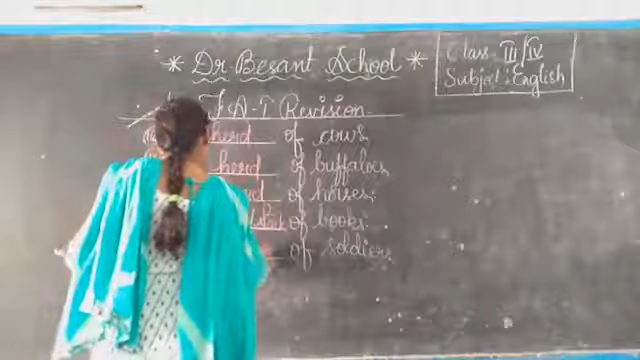 * Dr Besant School *
Class: III/IV
Subject: English
F.A-I Revision
herd of cows
herd of buffaloes
of horses.
stack of books.
of soldiers.